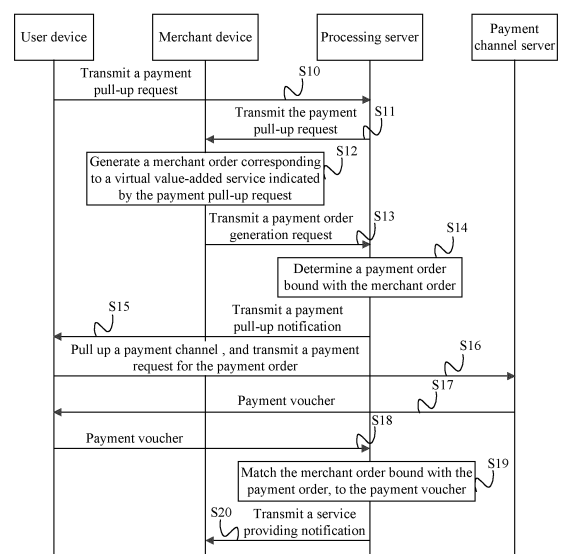 User device
Merchant device
Processing server
Payment
channel server
Transmit a payment
pull-up request
S10
Transmit the payment
pull-up request
S11
Generate a merchant order corresponding
to a virtual value-added service indicated
by the payment pull-up request
S12
Transmit a payment order
generation request
S13
S14
Determine a payment order
bound with the merchant order
S15
Transmit a payment
pull-up notification
Pull up a payment channel , and transmit a payment
request for the payment order
S16
S17
Payment voucher
S18
Payment voucher
Match the merchant order bound with the
payment order, to the payment voucher
S19
S20
Transmit a service
providing notification